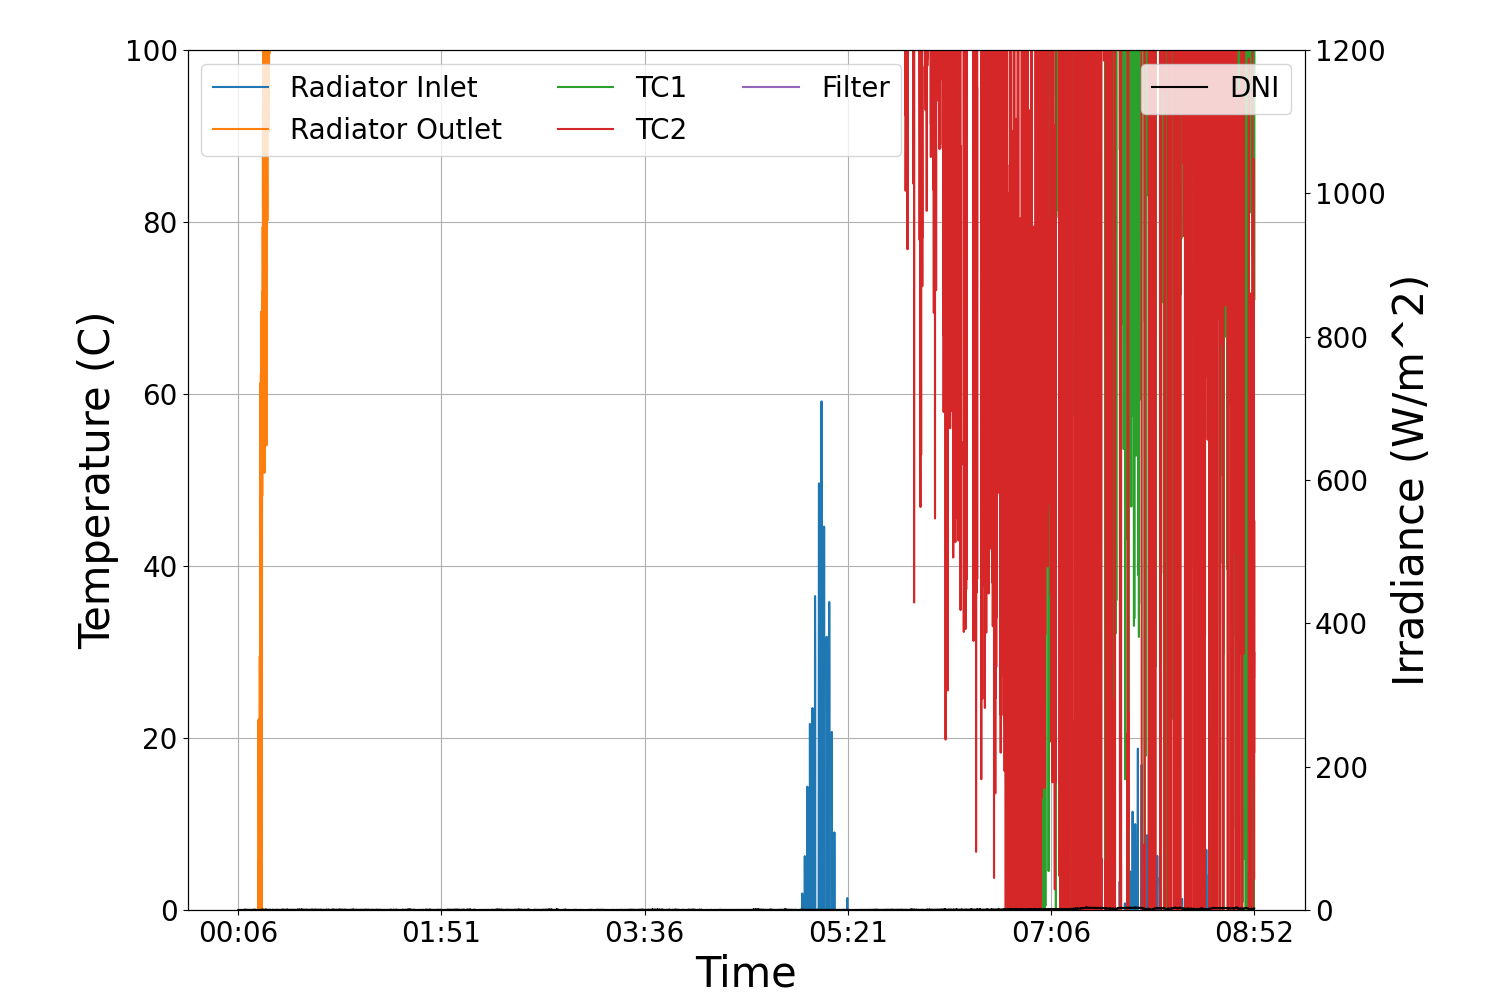 Radiator Inlet
Radiator Outlet
TC1
TC2
Filter
DNI
Temperature (C)
100
80
60
40
20
0
1200
1000
800
600
400
200
0
Irradiance (W/m^2)
00:06 01:51 03:36 05:21 07:06 08:52
Time